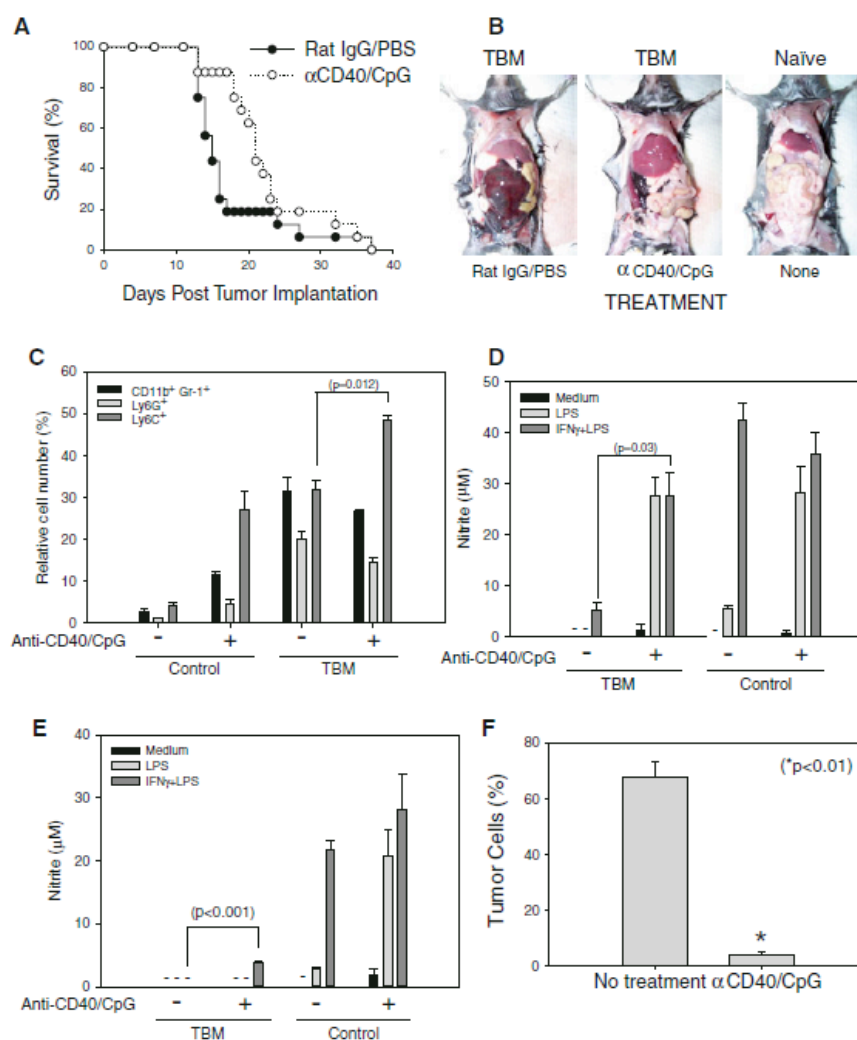 A
100
80
60
40
20
0
Survival (%)
Rat IgG/PBS
αCD40/CpG
0 10 20 30 40
Days Post Tumor Implantation
B
TBM TBM Naïve
Rat IgG/PBS α CD40/CpG None
TREATMENT
C
60
50
40
30
20
10
0
Relative cell number (%)
CD11b+ Gr-1+
Ly6G+
Ly6C+
(p=0.012)
Anti-CD40/CpG - + - +
Control TBM
D
50
40
30
20
10
0
Nitrite (µM)
Medium
LPS
IFNγ+LPS
(p=0.03)
- - -
Anti-CD40/CpG - + - +
TBM Control
E
40
30
20
10
0
Nitrite (µM)
Medium
LPS
IFNγ+LPS
(p<0.001)
- - - - - -
Anti-CD40/CpG - + - +
TBM Control
F
80
60
40
20
0
Tumor Cells (%)
(*p<0.01)
*
No treatment αCD40/CpG